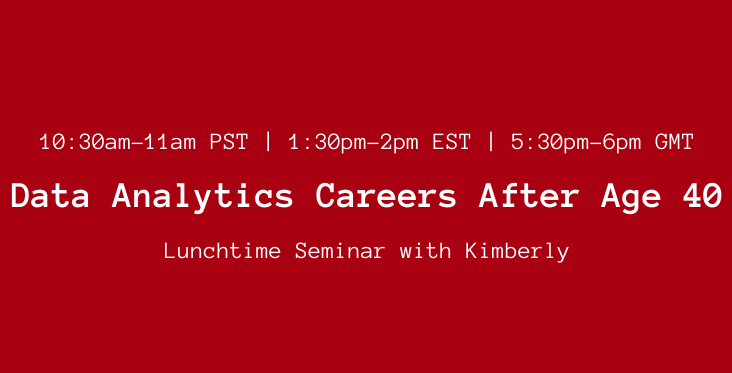 10:30am–11am PST | 1:30pm–2pm EST | 5:30pm–6pm GMT
Data Analytics Careers After Age 40
Lunchtime Seminar with Kimberly